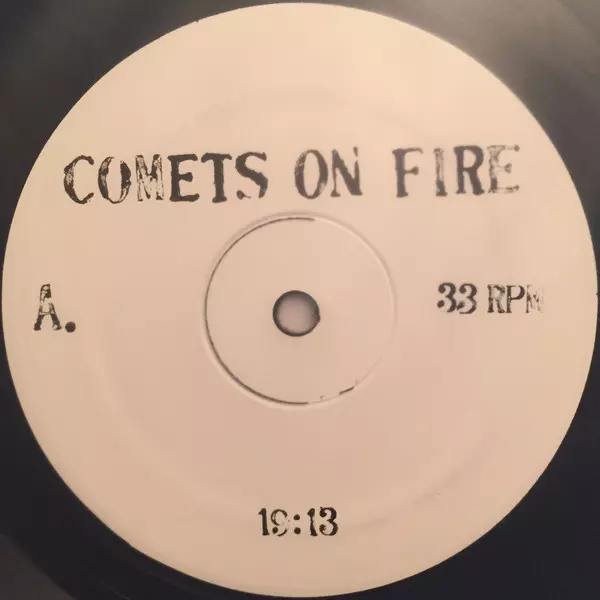 COMETS ON FIRE
A.
33 RPM
19:13